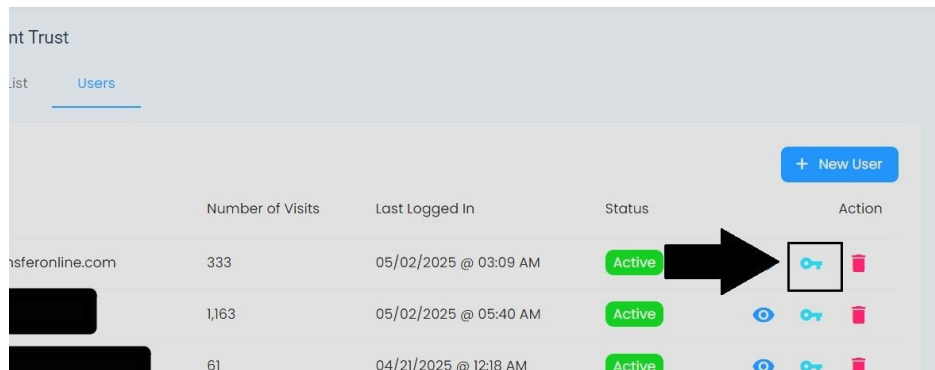 nt Trust
List Users
+ New User
Number of Visits Last Logged In Status Action
nsferonline.com 333 05/02/2025 @ 03:09 AM Active
1,163 05/02/2025 @ 05:40 AM Active
61 04/21/2025 @ 12:18 AM Active